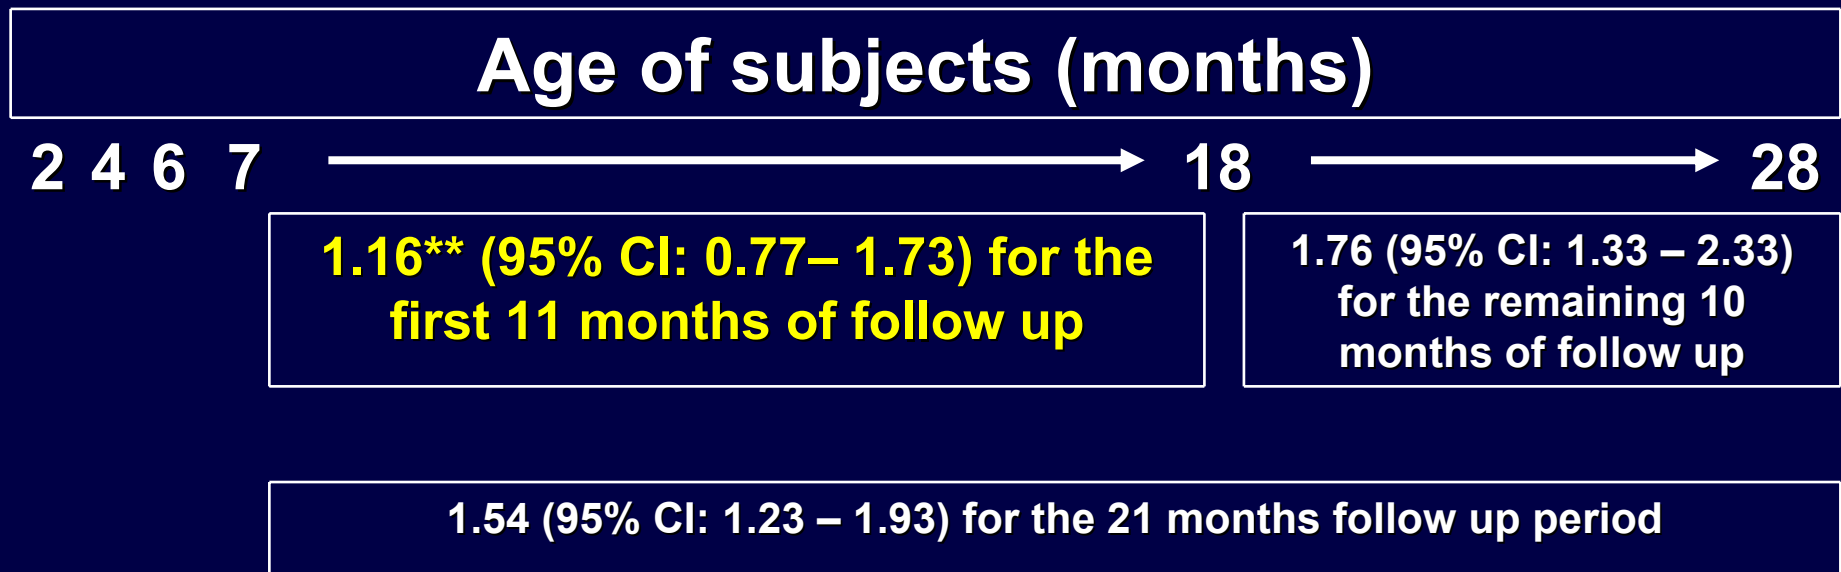 Age of subjects (months)
2 4 6 7 18 28
1.16** (95% CI: 0.77– 1.73) for the
first 11 months of follow up
1.76 (95% CI: 1.33 – 2.33)
for the remaining 10
months of follow up
1.54 (95% CI: 1.23 – 1.93) for the 21 months follow up period